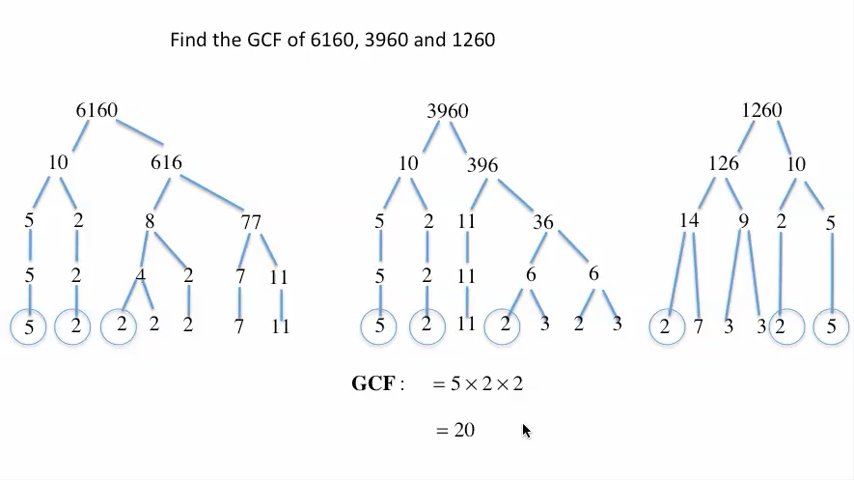 Find the GCF of 6160, 3960 and 1260
6160 3960 1260
10 616 10 396 126 10
5 2 8 77 5 2 11 36 14 9 2 5
5 2 4 2 7 11 5 2 11 6 6
5 2 2 2 2 7 11 5 2 11 2 3 2 3 2 7 3 3 2 5
GCF : = 5 × 2 × 2
= 20